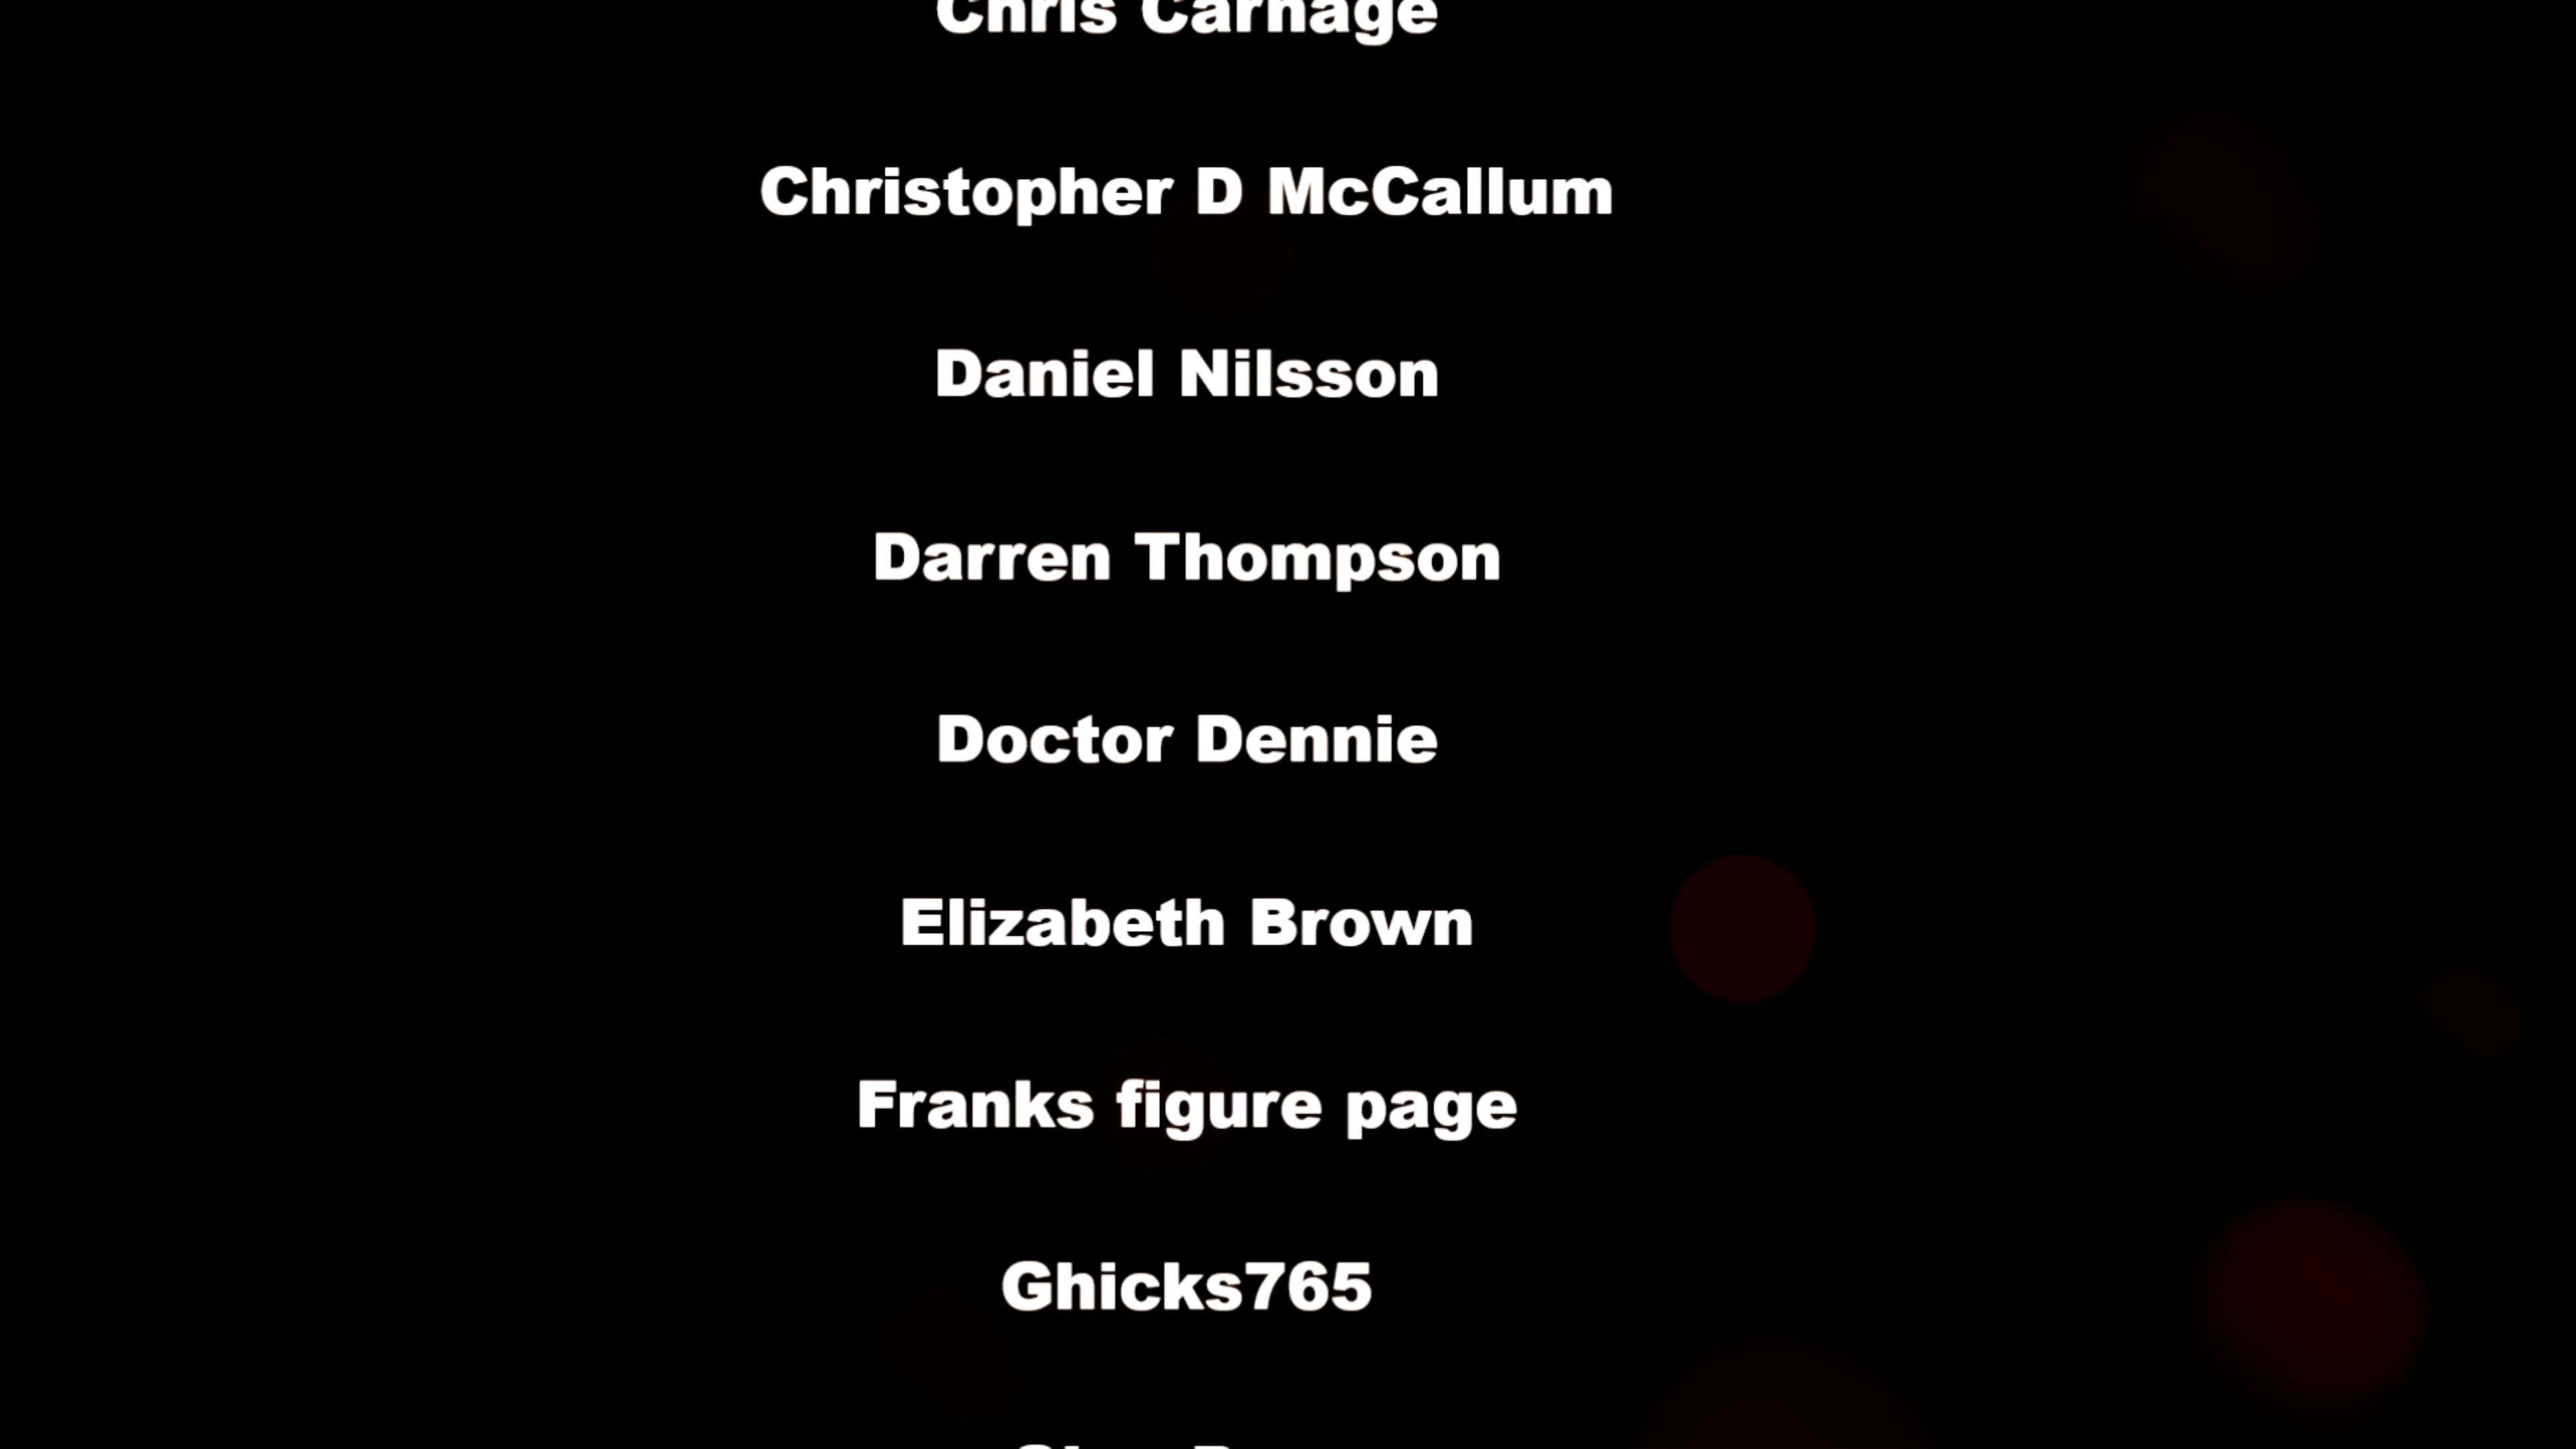 Chris Carnage
Christopher D McCallum
Daniel Nilsson
Darren Thompson
Doctor Dennie
Elizabeth Brown
Franks figure page
Ghicks765